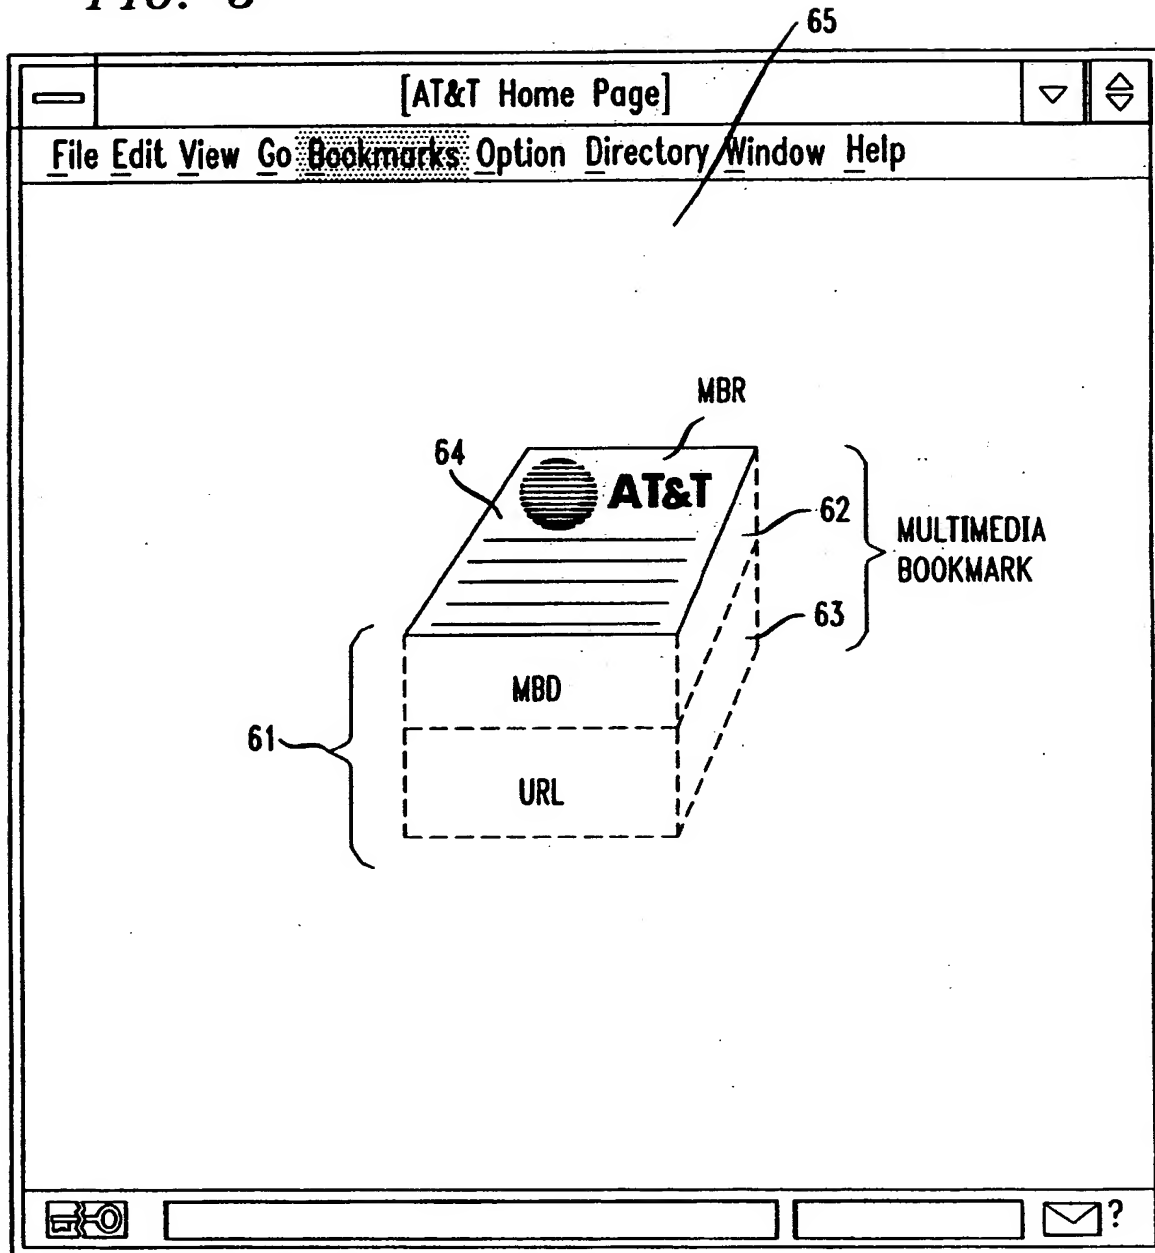 65
[AT&T Home Page]
File Edit View Go Bookmarks Option Directory Window Help
MBR
64
AT&T
62
MULTIMEDIA
BOOKMARK
63
MBD
61
URL
?